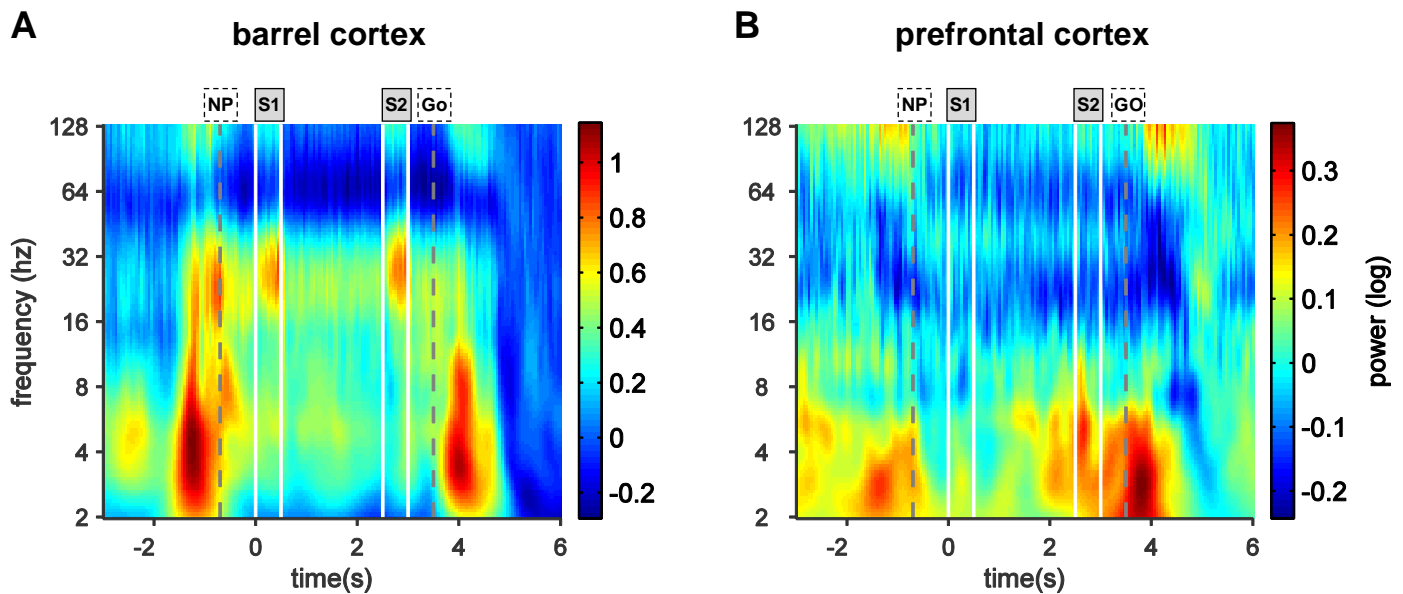 A
barrel cortex
NP S1 S2 Go
128
64
32
16
8
4
2
frequency (hz)
-2 0 2 4 6
time(s)
1
0.8
0.6
0.4
0.2
0
-0.2
B
prefrontal cortex
NP S1 S2 GO
128
64
32
16
8
4
2
-2 0 2 4 6
time(s)
0.3
0.2
0.1
0
-0.1
-0.2
power (log)